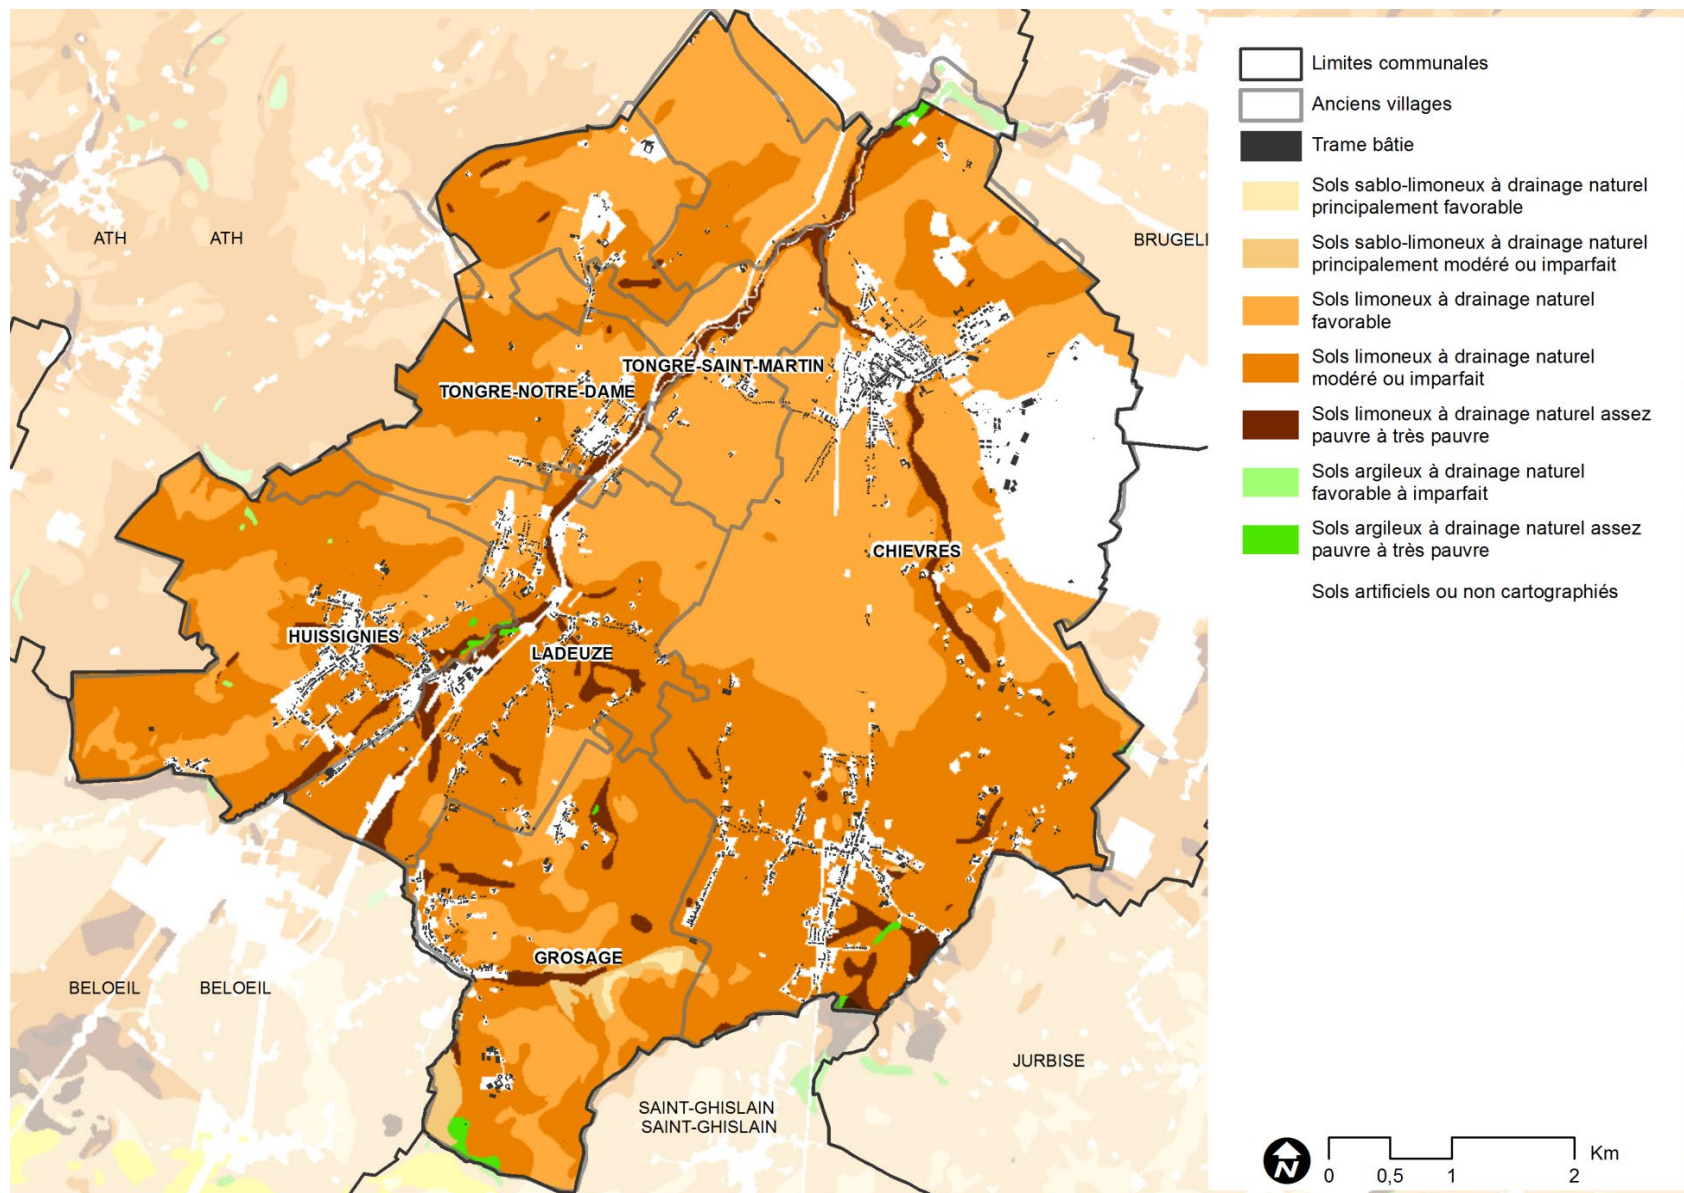 ATH
ATH
BRUGEL
TONGRE-SAINT-MARTIN
TONGRE-NOTRE-DAME
CHIEVRES
HUISSIGNIES
LADEUZE
GROSAGE
BELOEIL
BELOEIL
JURBISE
SAINT-GHISLAIN
SAINT-GHISLAIN
Limites communales
Anciens villages
Trame bâtie
Sols sablo-limoneux à drainage naturel
principalement favorable
Sols sablo-limoneux à drainage naturel
principalement modéré ou imparfait
Sols limoneux à drainage naturel
favorable
Sols limoneux à drainage naturel
modéré ou imparfait
Sols limoneux à drainage naturel assez
pauvre à très pauvre
Sols argileux à drainage naturel
favorable à imparfait
Sols argileux à drainage naturel assez
pauvre à très pauvre
Sols artificiels ou non cartographiés
N
Km
0 0,5 1 2